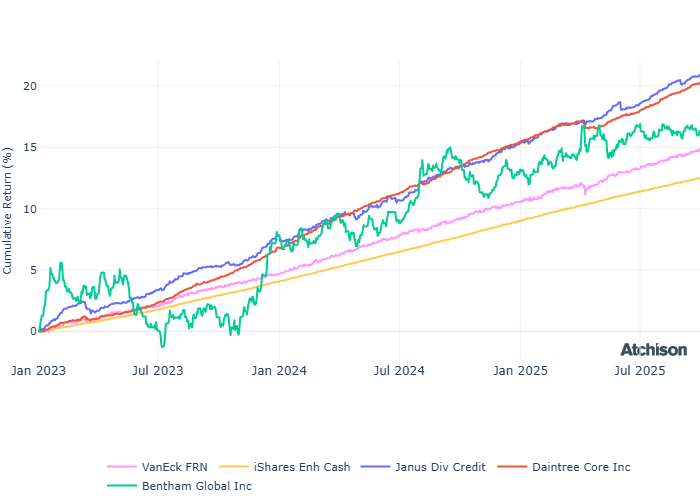 Cumulative Return (%)
20
15
10
5
0
Jan 2023 Jul 2023 Jan 2024 Jul 2024 Jan 2025 Jul 2025
Atchison
VanEck FRN iShares Enh Cash Janus Div Credit Daintree Core Inc
Bentham Global Inc